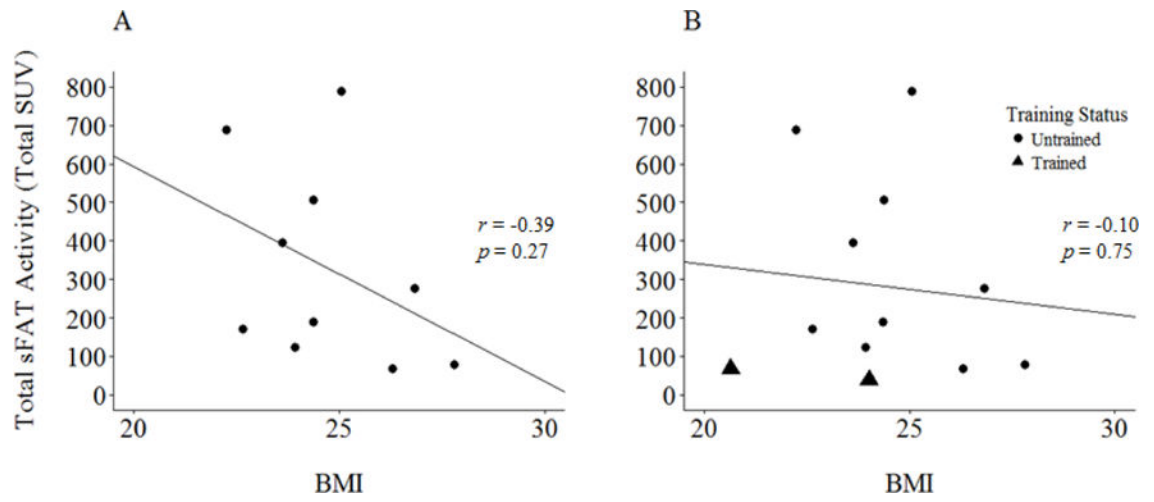 A
Total sFAT Activity (Total SUV)
800
700
600
500
400
300
200
100
0
r = -0.39
p = 0.27
20 25 30
BMI
B
800
700
600
500
400
300
200
100
0
Training Status
Untrained
Trained
r = -0.10
p = 0.75
20 25 30
BMI